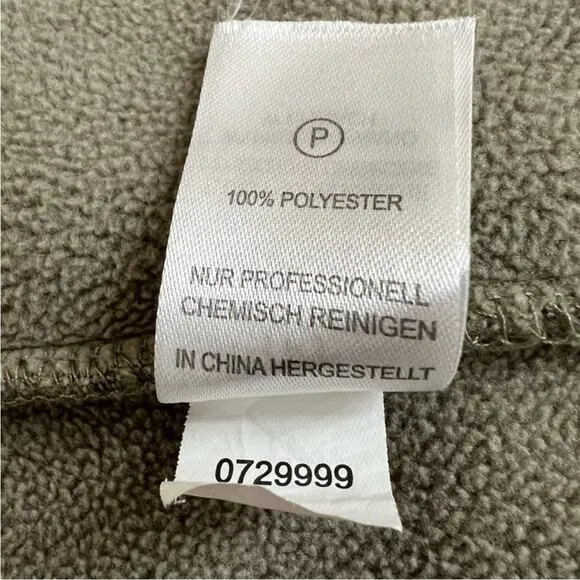 P
100% POLYESTER
NUR PROFESSIONELL
CHEMISCH REINIGEN
IN CHINA HERGESTELLT
0729999